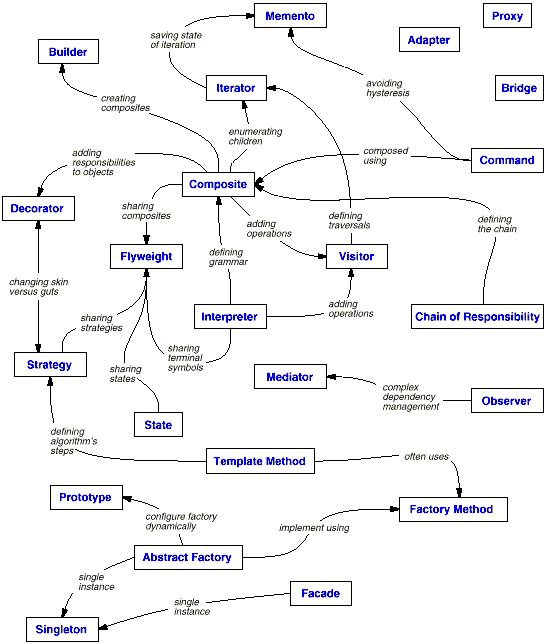 Memento
Proxy
saving state
of iteration
Adapter
Builder
Iterator
avoiding
hysteresis
Bridge
creating
composites
enumerating
children
adding
responsibilities
to objects
composed
using
Command
Composite
Decorator
sharing
composites
adding
operations
defining
traversals
defining
the chain
Flyweight
defining
grammar
Visitor
changing skin
versus guts
sharing
strategies
Interpreter
adding
operations
Chain of Responsibility
sharing
terminal
symbols
Strategy
sharing
states
Mediator
complex
dependency
management
Observer
State
defining
algorithm's
steps
Template Method
often uses
Prototype
configure factory
dynamically
implement using
Factory Method
Abstract Factory
single
instance
Facade
single
instance
Singleton